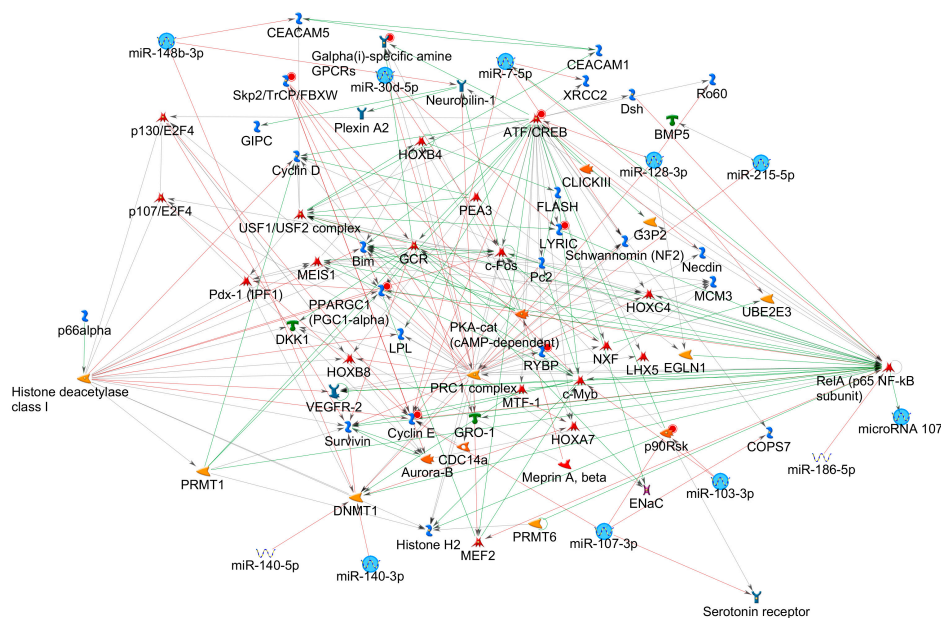 CEACAM5
miR-148b-3p
Galpha(i)-specific amine
GPCRs
miR-7-5p
CEACAM1
Skp2/TrCP/FBXW
miR-30d-5p
Neuropilin-1
XRCC2
Dsh
Ro60
p130/E2F4
GIPC
Plexin A2
ATF/CREB
BMP5
HOXB4
Cyclin D
CLICKIII
miR-128-3p
miR-215-5p
p107/E2F4
USF1/USF2 complex
PEA3
FLASH
G3P2
LYRIC
Schwannomin (NF2)
Bim
GCR
c-Fos
Necdin
MEIS1
Pc2
Pdx-1 (IPF1)
MCM3
PPARGC1
(PGC1-alpha)
HOXC4
UBE2E3
p66alpha
DKK1
LPL
PKA-cat
(cAMP-dependent)
RYBP
NXF
LHX5
EGLN1
HOXB8
Histone deacetylase
class I
PRC1 complex
c-Myb
RelA (p65 NF-kB
subunit)
VEGFR-2
MTF-1
microRNA 107
Survivin
Cyclin E
GRO-1
HOXA7
p90Rsk
COPS7
CDC14a
miR-186-5p
Aurora-B
Meprin A, beta
PRMT1
miR-103-3p
ENaC
DNMT1
Histone H2
PRMT6
miR-107-3p
MEF2
miR-140-5p
miR-140-3p
Serotonin receptor